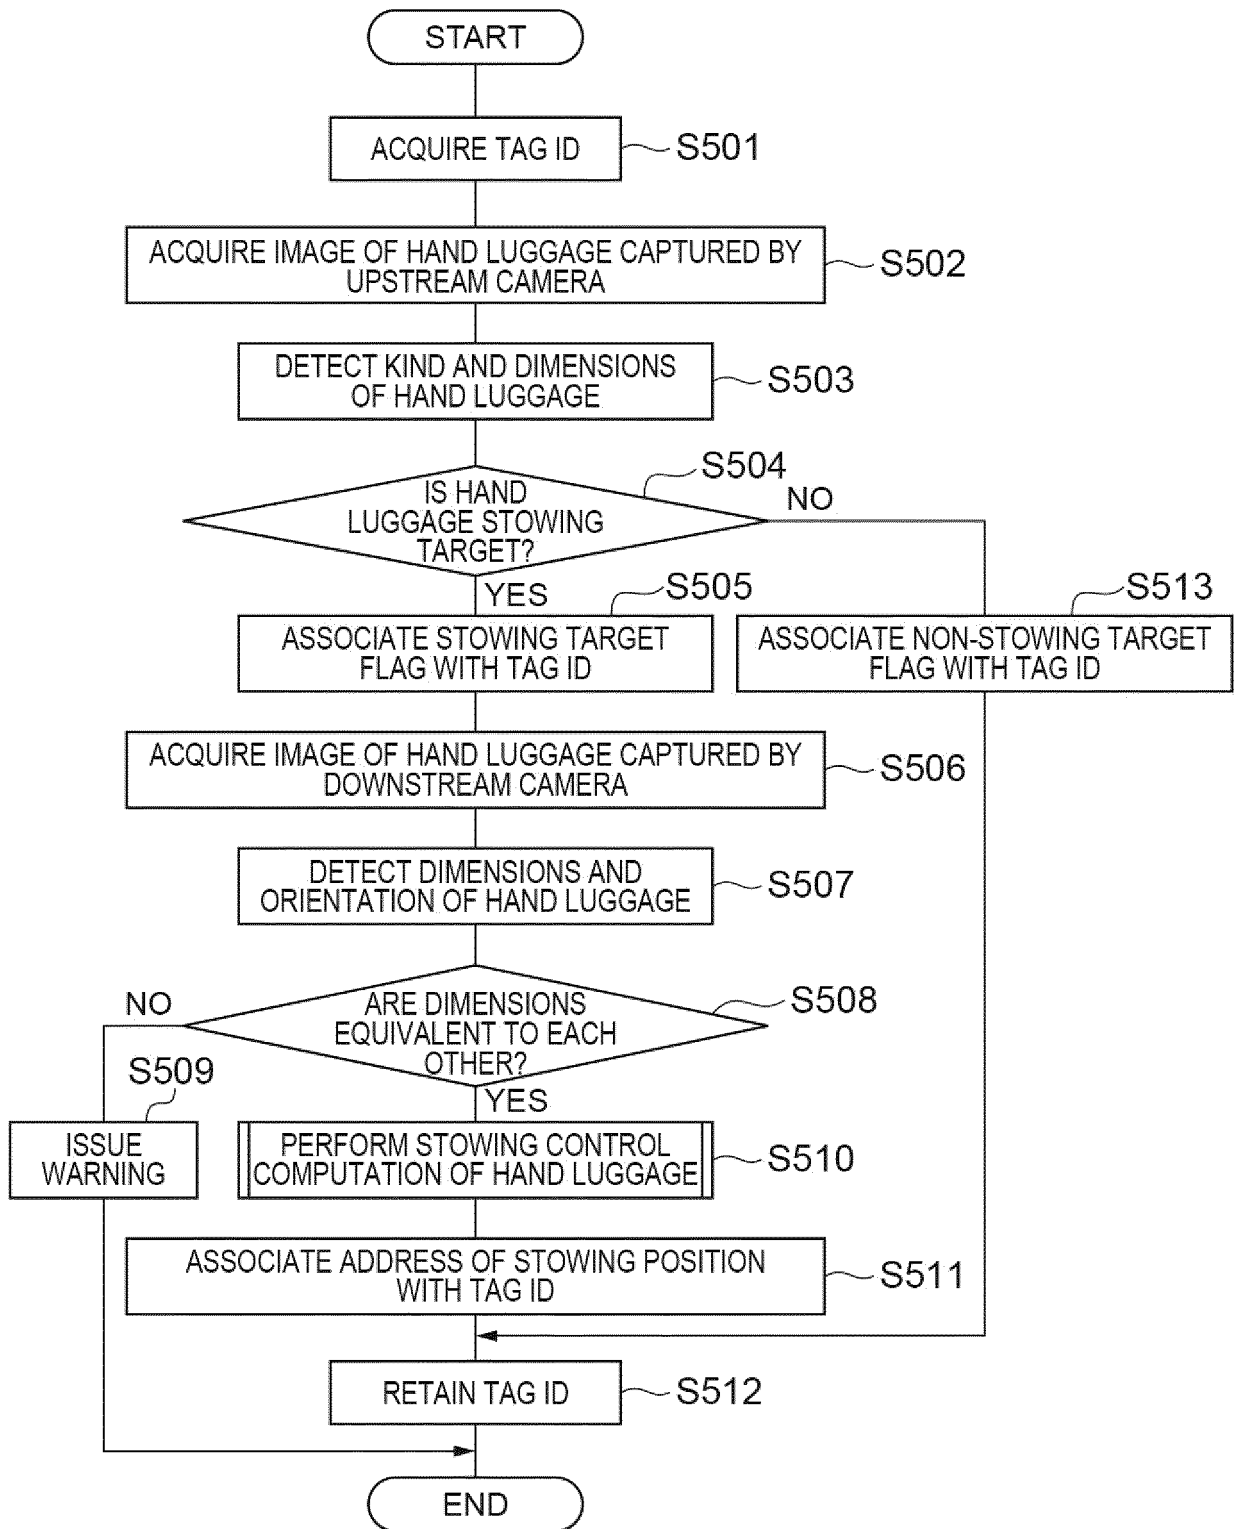 START
ACQUIRE TAG ID
S501
ACQUIRE IMAGE OF HAND LUGGAGE CAPTURED BY
UPSTREAM CAMERA
S502
DETECT KIND AND DIMENSIONS
OF HAND LUGGAGE
S503
S504
IS HAND
LUGGAGE STOWING
TARGET?
NO
YES
S505
S513
ASSOCIATE STOWING TARGET
FLAG WITH TAG ID
ASSOCIATE NON-STOWING TARGET
FLAG WITH TAG ID
ACQUIRE IMAGE OF HAND LUGGAGE CAPTURED BY
DOWNSTREAM CAMERA
S506
DETECT DIMENSIONS AND
ORIENTATION OF HAND LUGGAGE
S507
NO
ARE DIMENSIONS
EQUIVALENT TO EACH
OTHER?
S508
S509
YES
ISSUE
WARNING
PERFORM STOWING CONTROL
COMPUTATION OF HAND LUGGAGE
S510
ASSOCIATE ADDRESS OF STOWING POSITION
WITH TAG ID
S511
RETAIN TAG ID
S512
END